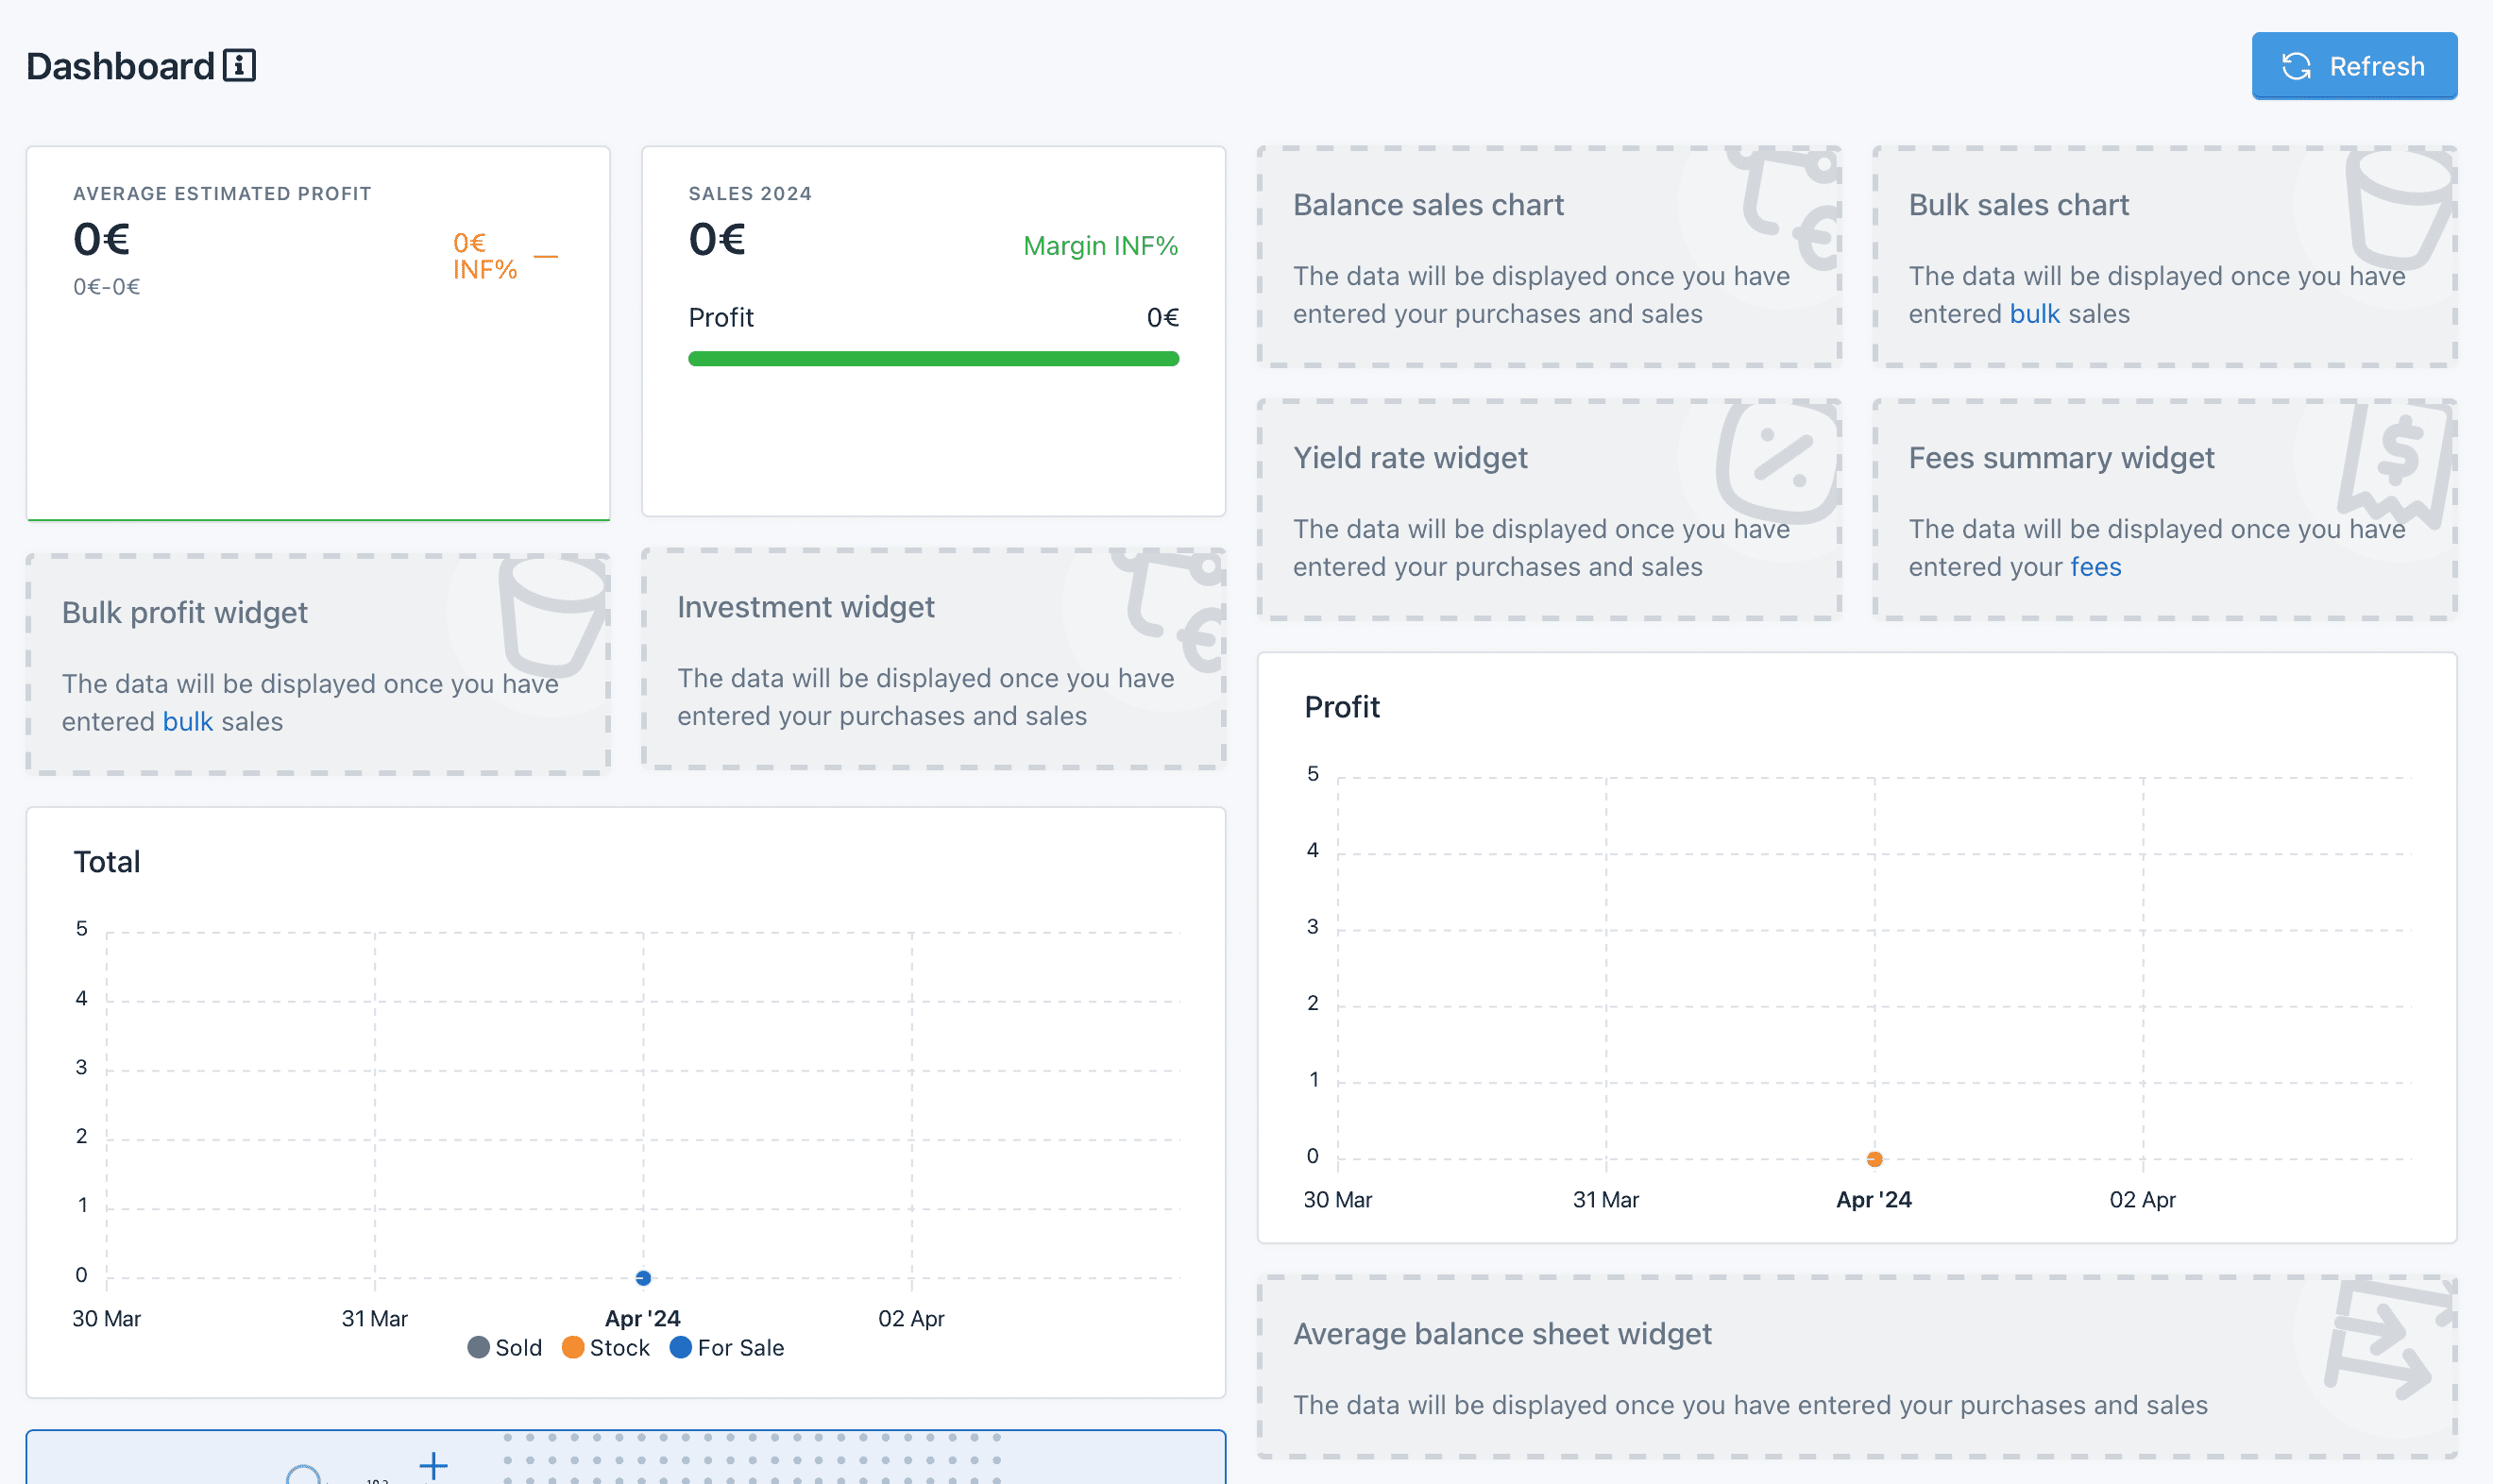 Dashboard
Refresh
AVERAGE ESTIMATED PROFIT
0€
0€
INF%
0€-0€
SALES 2024
0€
Margin INF%
Profit
0€
Balance sales chart
The data will be displayed once you have
entered your purchases and sales
Bulk sales chart
The data will be displayed once you have
entered bulk sales
Yield rate widget
The data will be displayed once you have
entered your purchases and sales
Fees summary widget
The data will be displayed once you have
entered your fees
Bulk profit widget
The data will be displayed once you have
entered bulk sales
Investment widget
The data will be displayed once you have
entered your purchases and sales
Profit
5
4
3
2
1
0
30 Mar
31 Mar
Apr '24
02 Apr
Total
5
4
3
2
1
0
30 Mar
31 Mar
Apr '24
02 Apr
Sold
Stock
For Sale
Average balance sheet widget
The data will be displayed once you have entered your purchases and sales